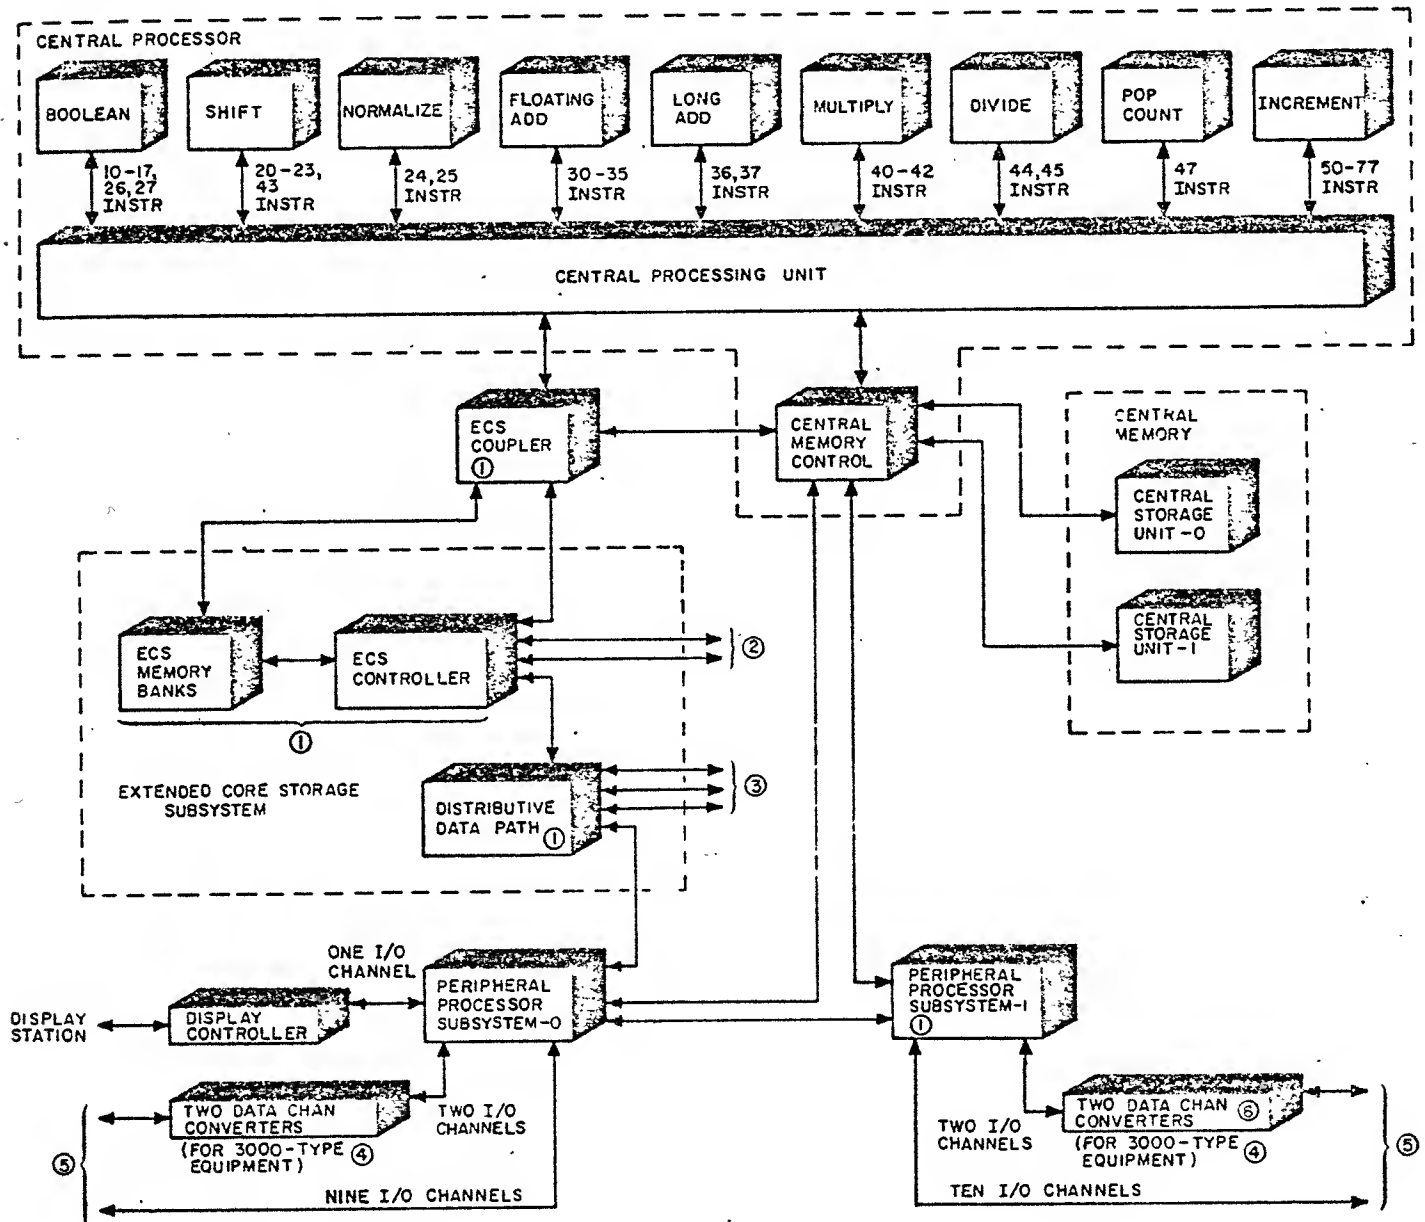 CENTRAL PROCESSOR
BOOLEAN
SHIFT
NORMALIZE
FLOATING
ADD
LONG
ADD
MULTIPLY
DIVIDE
POP
COUNT
INCREMENT
10-17,
26,27
INSTR
20-23,
43
INSTR
24,25
INSTR
30-35
INSTR
36,37
INSTR
40-42
INSTR
44,45
INSTR
47
INSTR
50-77
INSTR
CENTRAL PROCESSING UNIT
ECS
COUPLER
①
CENTRAL
MEMORY
CONTROL
CENTRAL
MEMORY
CENTRAL
STORAGE
UNIT-0
CENTRAL
STORAGE
UNIT-1
ECS
MEMORY
BANKS
ECS
CONTROLLER
②
①
EXTENDED CORE STORAGE
SUBSYSTEM
DISTRIBUTIVE
DATA PATH ①
③
ONE I/O
CHANNEL
PERIPHERAL
PROCESSOR
SUBSYSTEM-0
PERIPHERAL
PROCESSOR
SUBSYSTEM-1
①
DISPLAY
STATION
DISPLAY
CONTROLLER
TWO DATA CHAN
CONVERTERS
(FOR 3000-TYPE ④
EQUIPMENT)
TWO I/O
CHANNELS
⑤
NINE I/O CHANNELS
TWO I/O
CHANNELS
TWO DATA CHAN ⑥
CONVERTERS
(FOR 3000-TYPE ④
EQUIPMENT)
⑤
TEN I/O CHANNELS